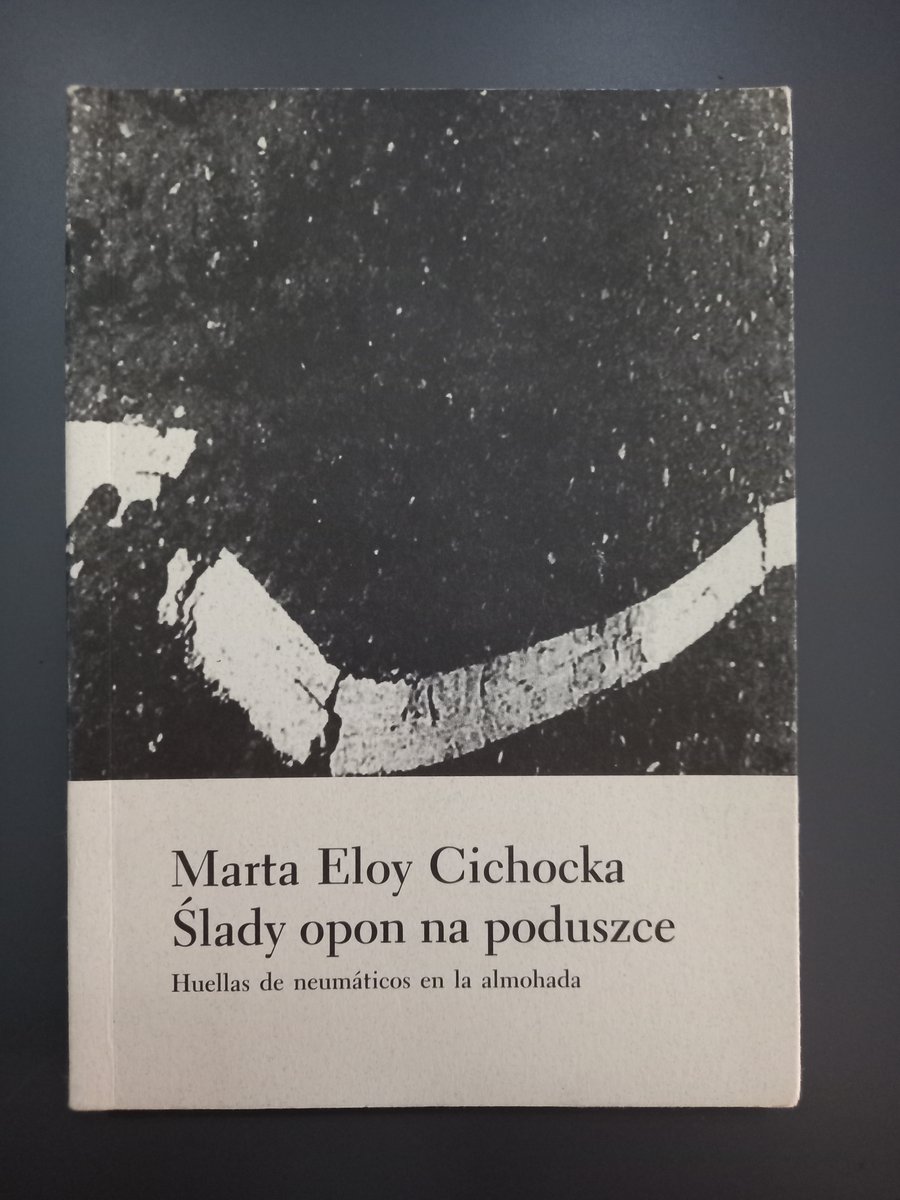 Marta Eloy Cichocka
Ślady opon na poduszce
Huellas de neumáticos en la almohada